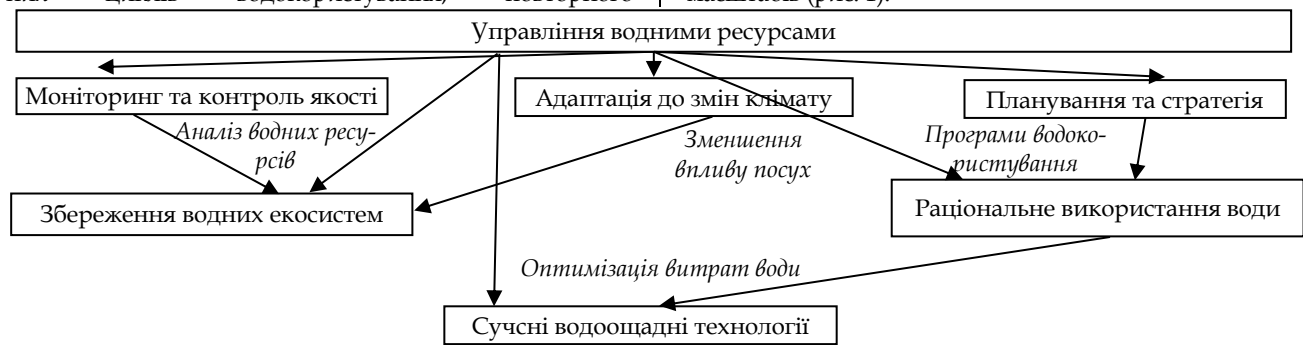 Управління водними ресурсами
Моніторинг та контроль якості
Адаптація до змін клімату
Планування та стратегія
Аналіз водних ресу-
рсів
Зменшення
впливу посух
Програми водоко-
ристування
Збереження водних екосистем
Раціональне використання води
Оптимізація витрат води
Сучсні водоощадні технології